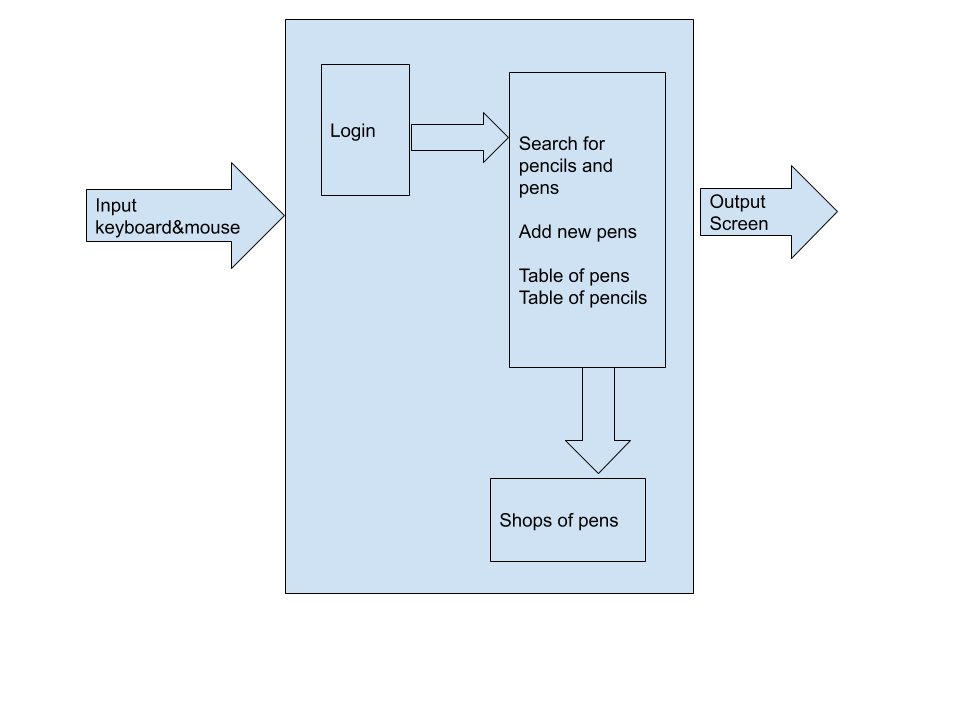 Login
Search for
pencils and
pens
Add new pens
Table of pens
Table of pencils
Input
keyboard&mouse
Output
Screen
Shops of pens